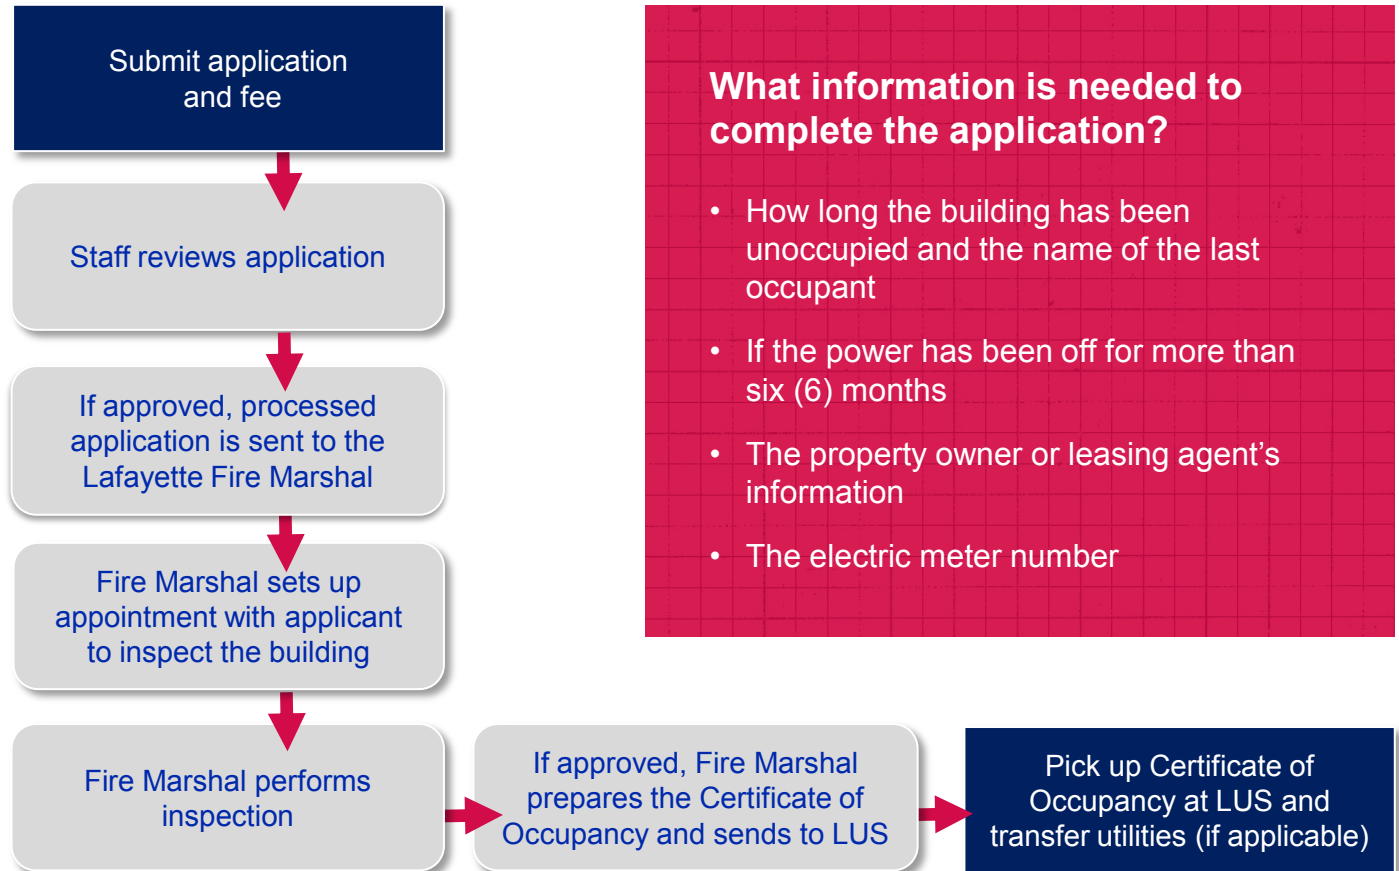 Submit application
and fee
Staff reviews application
If approved, processed
application is sent to the
Lafayette Fire Marshal
Fire Marshal sets up
appointment with applicant
to inspect the building
Fire Marshal performs
inspection
If approved, Fire Marshal
prepares the Certificate of
Occupancy and sends to LUS
Pick up Certificate of
Occupancy at LUS and
transfer utilities (if applicable)
What information is needed to
complete the application?
• How long the building has been
unoccupied and the name of the last
occupant
• If the power has been off for more than
six (6) months
• The property owner or leasing agent’s
information
• The electric meter number